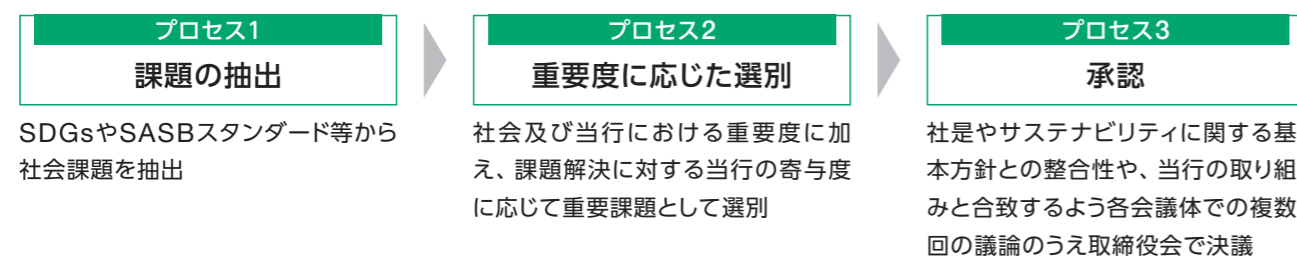 プロセス1
課題の抽出
SDGsやSASBスタンダード等から
社会課題を抽出
プロセス2
重要度に応じた選別
社会及び当行における重要度に加
え、課題解決に対する当行の寄与度
に応じて重要課題として選別
プロセス3
承認
社是やサステナビリティに関する基
本方針との整合性や、当行の取り組
みと合致するよう各会議体での複数
回の議論のうえ取締役会で決議